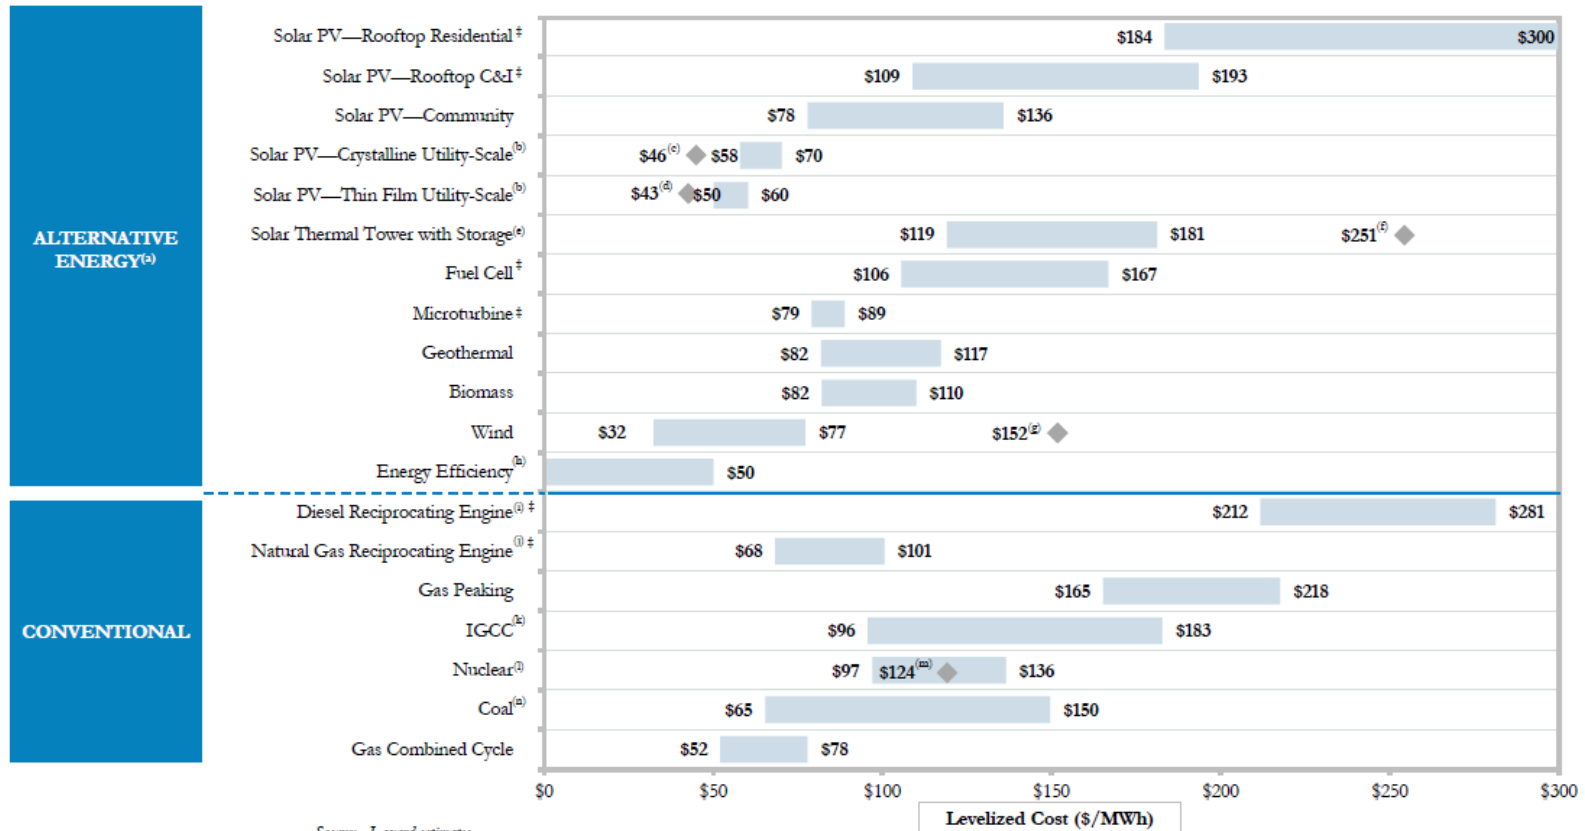 Solar PV—Rooftop Residential ‡ $184 $300
Solar PV—Rooftop C&I ‡ $109 $193
Solar PV—Community $78 $136
Solar PV—Crystalline Utility-Scale(b) $46(c) $58 $70
Solar PV—Thin Film Utility-Scale(b) $43(d) $50 $60
Solar Thermal Tower with Storage(e) $119 $181 $251(f)
ALTERNATIVE
ENERGY(a)
Fuel Cell ‡ $106 $167
Microturbine ‡ $79 $89
Geothermal $82 $117
Biomass $82 $110
Wind $32 $77 $152(g)
Energy Efficiency(h) $50
Diesel Reciprocating Engine(i) ‡ $212 $281
Natural Gas Reciprocating Engine(j) ‡ $68 $101
Gas Peaking $165 $218
CONVENTIONAL
IGCC(k) $96 $183
Nuclear(l) $97 $124(m) $136
Coal(n) $65 $150
Gas Combined Cycle $52 $78
$0 $50 $100 $150 $200 $250 $300
Levelized Cost ($/MWh)